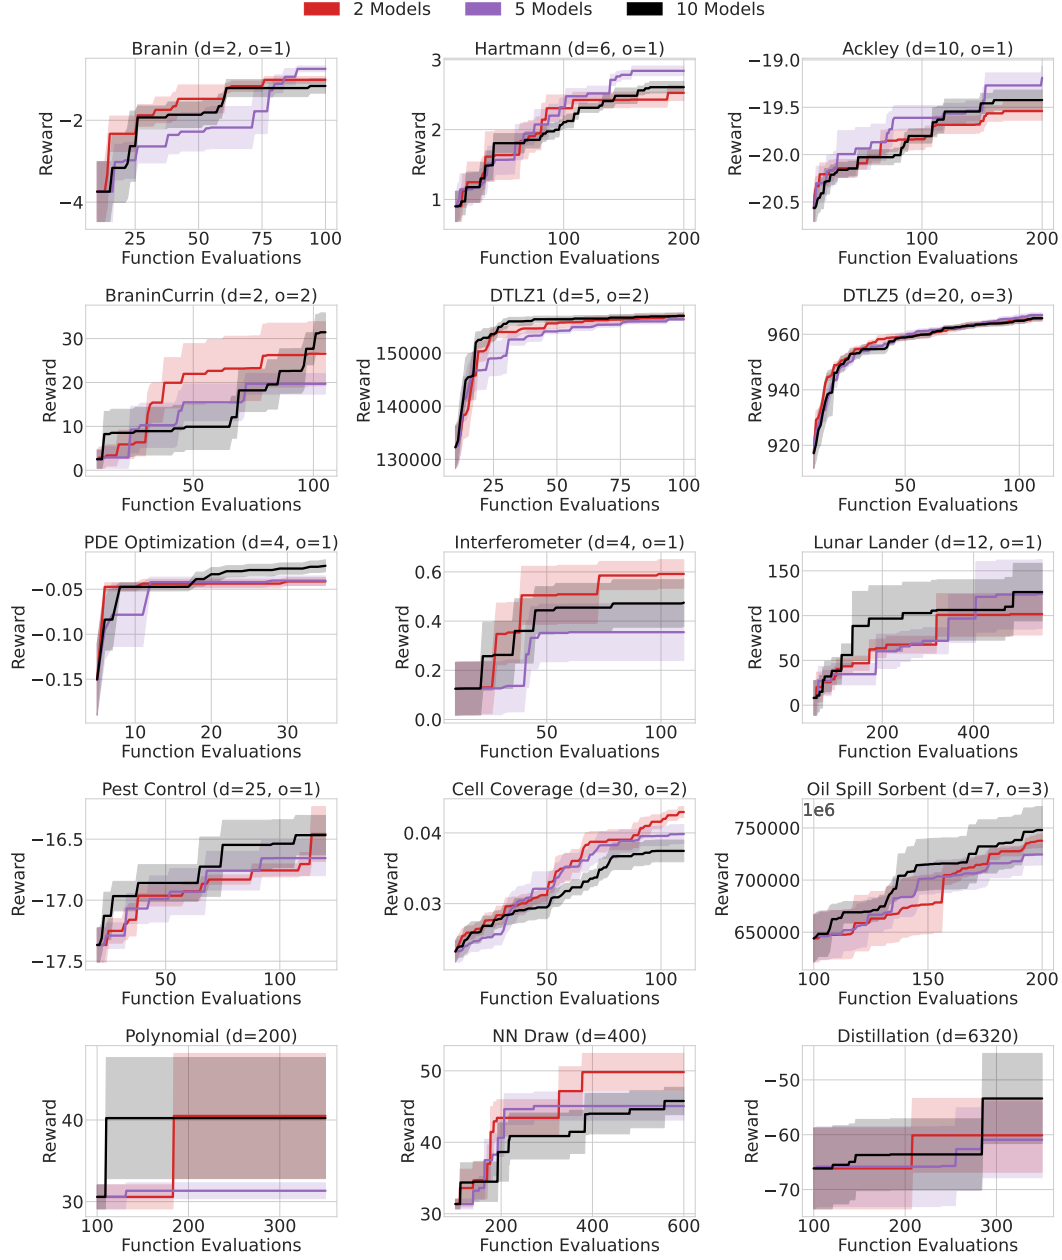 2 Models 5 Models 10 Models
Branin (d=2, o=1)
Reward
−2
−4
25 50 75 100
Function Evaluations
Hartmann (d=6, o=1)
Reward
3
2
1
100 200
Function Evaluations
Ackley (d=10, o=1)
Reward
−19.0
−19.5
−20.0
−20.5
100 200
Function Evaluations
BraninCurrin (d=2, o=2)
Reward
30
20
10
0
50 100
Function Evaluations
DTLZ1 (d=5, o=2)
Reward
150000
140000
130000
25 50 75 100
Function Evaluations
DTLZ5 (d=20, o=3)
Reward
960
940
920
50 100
Function Evaluations
PDE Optimization (d=4, o=1)
Reward
−0.05
−0.10
−0.15
10 20 30
Function Evaluations
Interferometer (d=4, o=1)
Reward
0.6
0.4
0.2
0.0
50 100
Function Evaluations
Lunar Lander (d=12, o=1)
Reward
150
100
50
0
200 400
Function Evaluations
Pest Control (d=25, o=1)
Reward
−16.5
−17.0
−17.5
50 100
Function Evaluations
Cell Coverage (d=30, o=2)
Reward
0.04
0.03
50 100
Function Evaluations
Oil Spill Sorbent (d=7, o=3)
1e6
Reward
750000
700000
650000
100 150 200
Function Evaluations
Polynomial (d=200)
Reward
40
30
100 200 300
Function Evaluations
NN Draw (d=400)
Reward
50
40
30
200 400 600
Function Evaluations
Distillation (d=6320)
Reward
−50
−60
−70
100 200 300
Function Evaluations